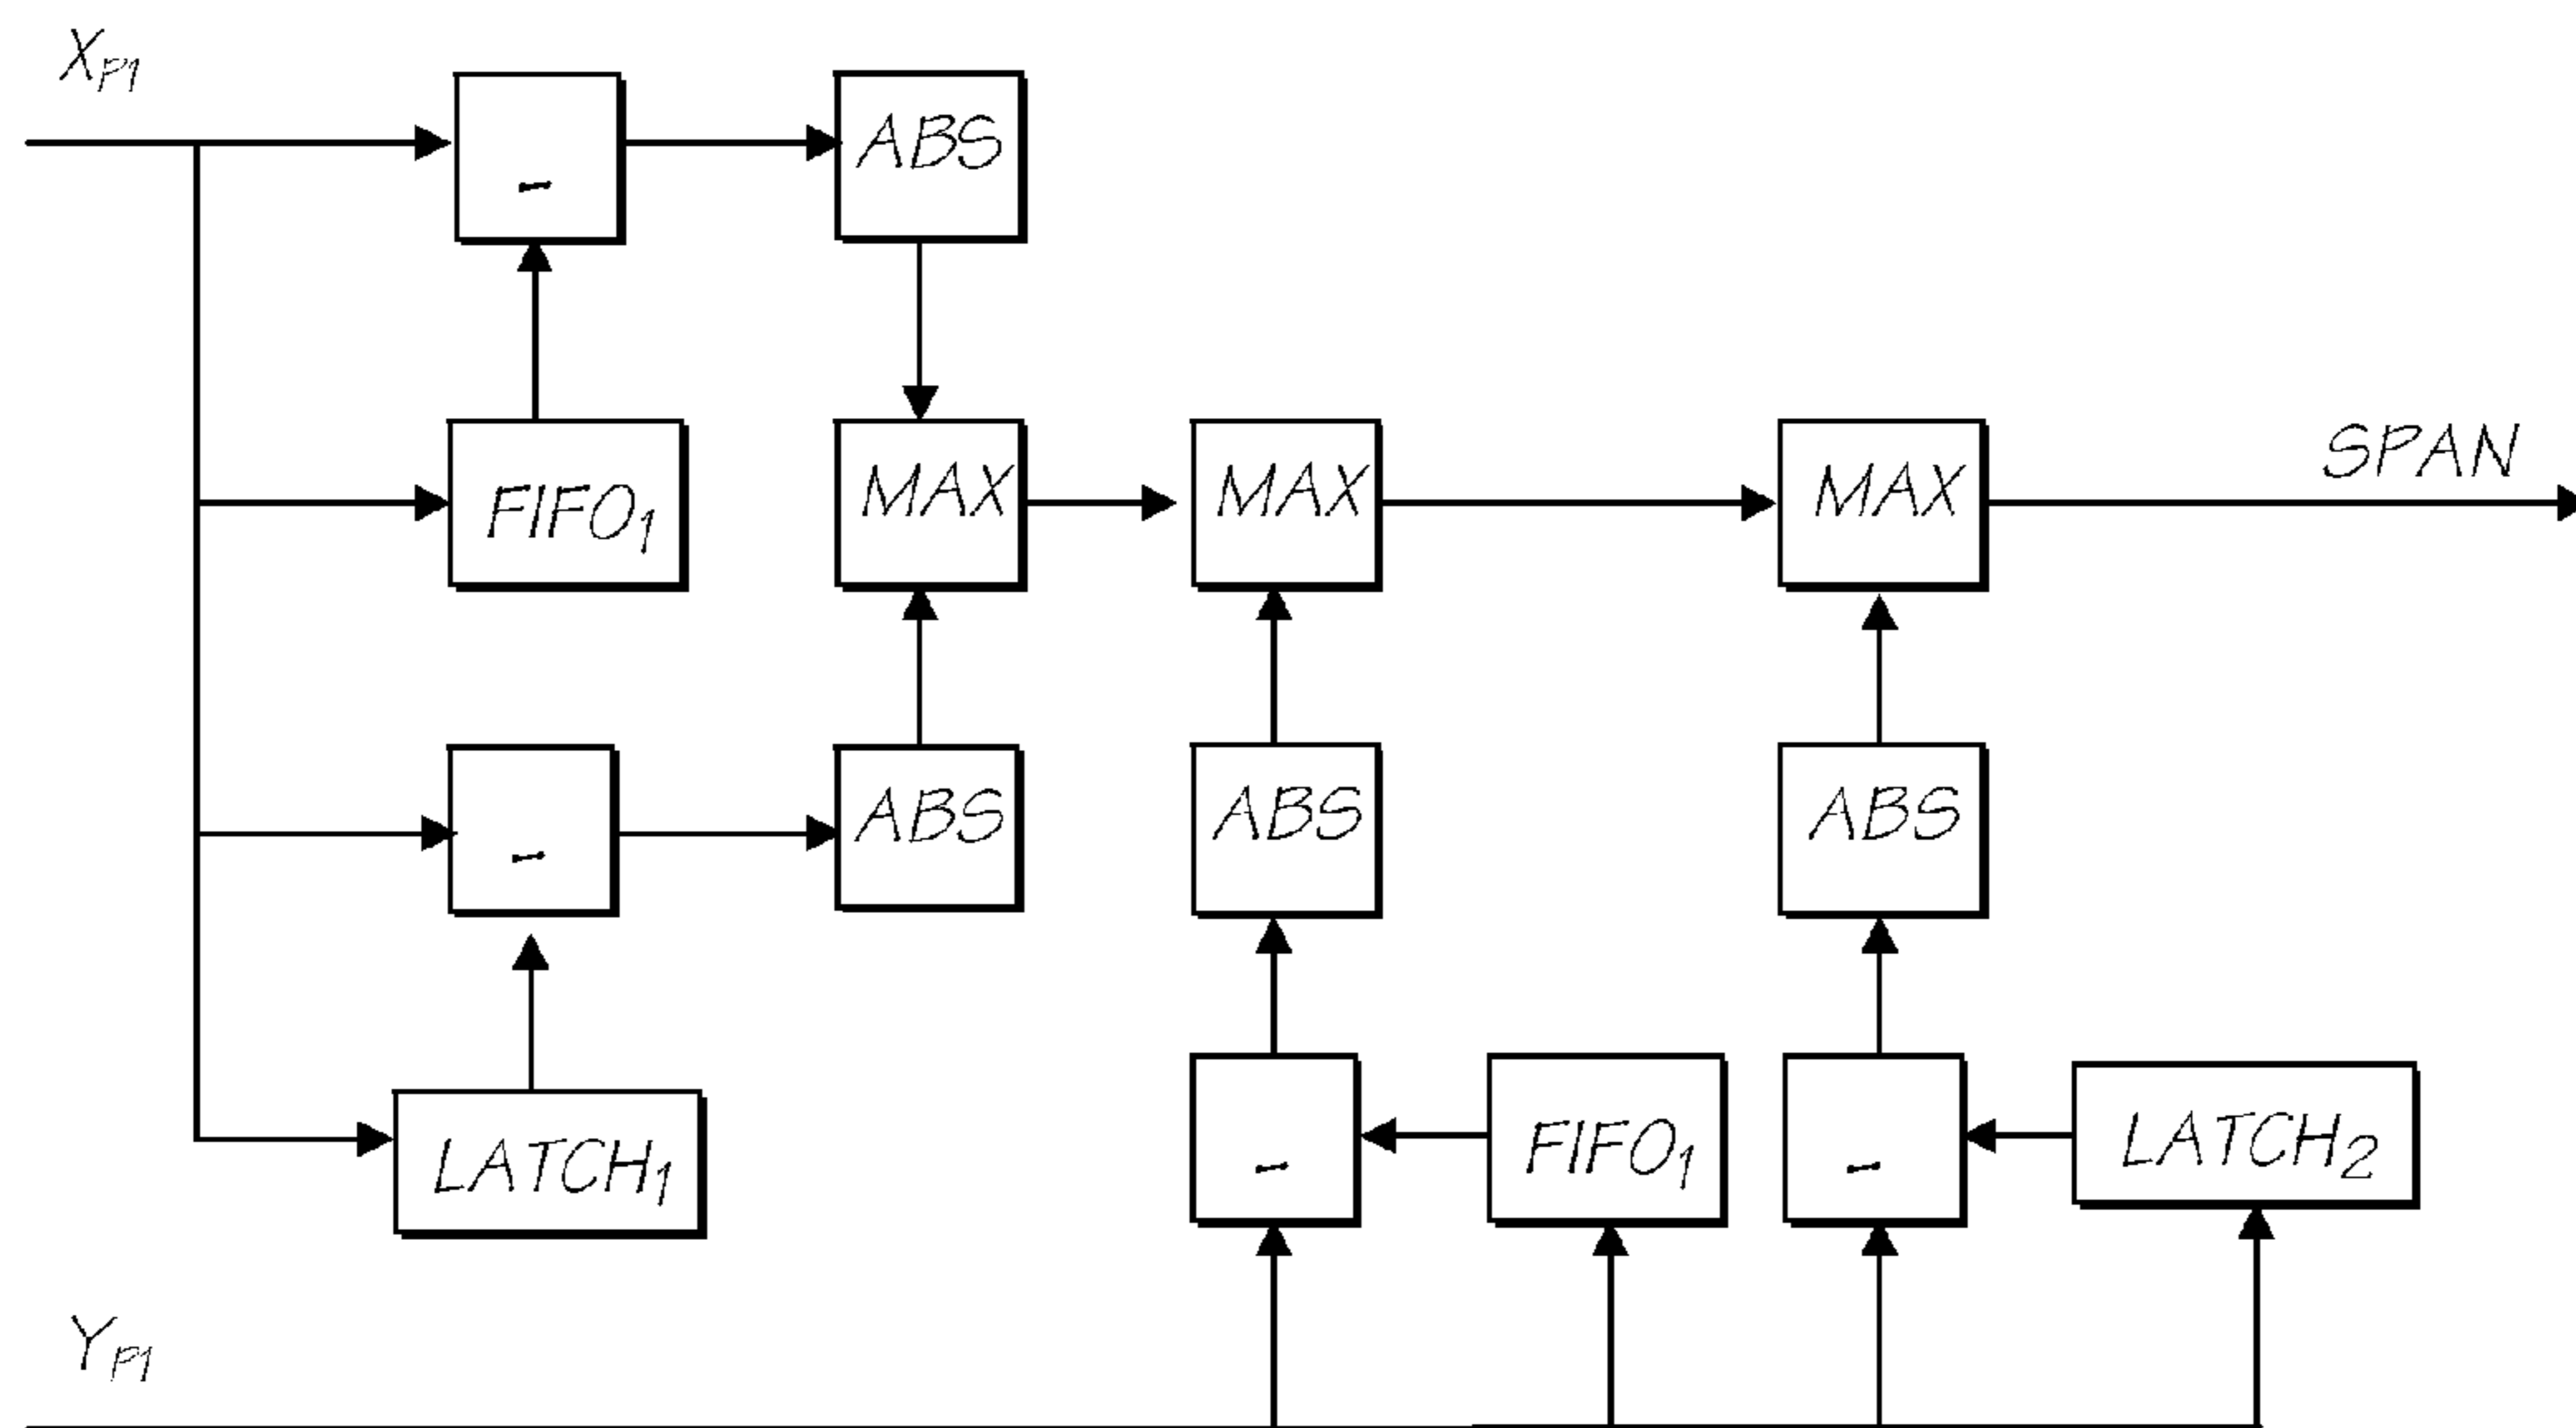 X_P1
-
ABS
FIFO_1
MAX
MAX
MAX
SPAN
-
ABS
ABS
ABS
LATCH_1
-
FIFO_1
-
LATCH_2
Y_P1